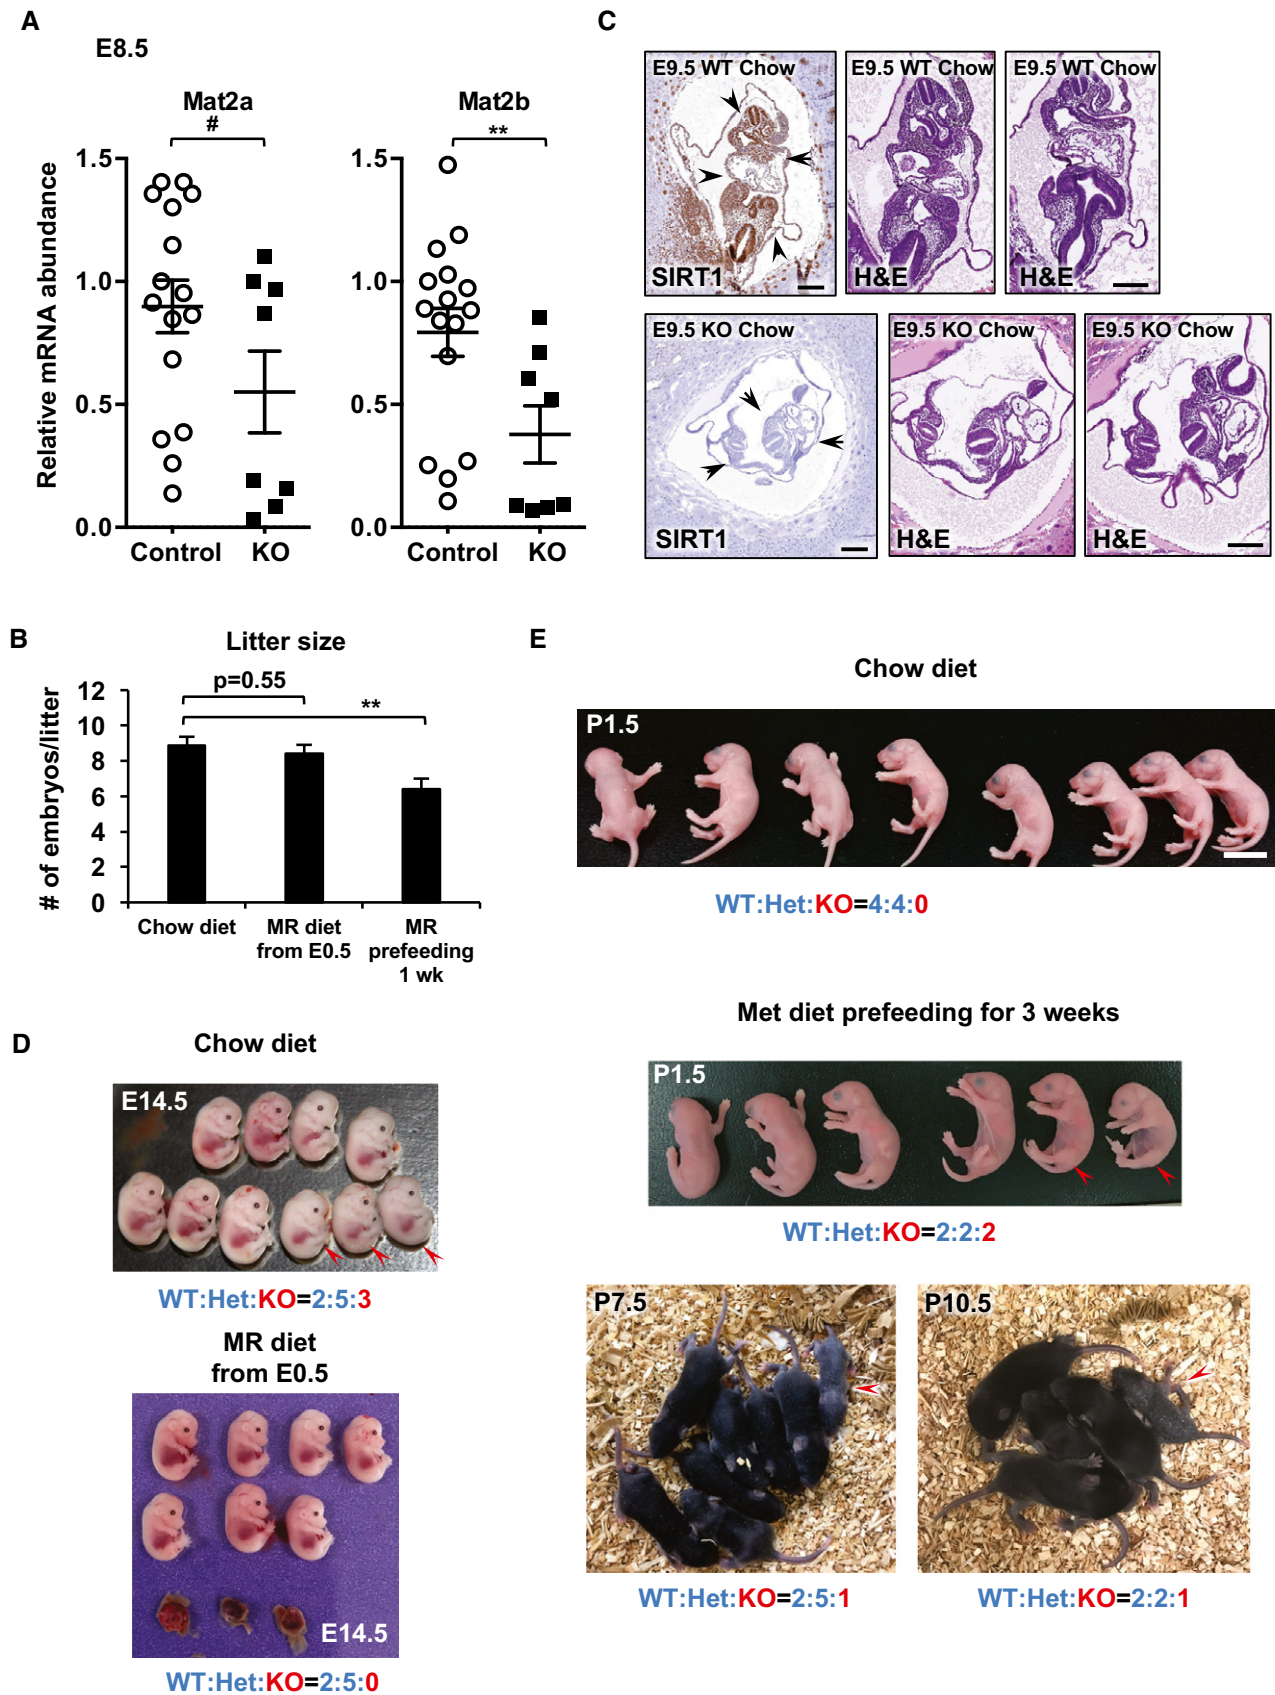 A
E8.5
Mat2a
#
Mat2b
**
Relative mRNA abundance
1.5
1.0
0.5
0.0
Control
KO
1.5
1.0
0.5
0.0
Control
KO
C
E9.5 WT Chow
SIRT1
E9.5 WT Chow
H&E
E9.5 WT Chow
H&E
E9.5 KO Chow
SIRT1
E9.5 KO Chow
H&E
E9.5 KO Chow
H&E
B
Litter size
p=0.55
**
# of embryos/litter
12
10
8
6
4
2
0
Chow diet
MR diet
from E0.5
MR
prefeeding
1 wk
D
Chow diet
E14.5
WT:Het:KO=2:5:3
MR diet
from E0.5
E14.5
WT:Het:KO=2:5:0
E
Chow diet
P1.5
WT:Het:KO=4:4:0
Met diet prefeeding for 3 weeks
P1.5
WT:Het:KO=2:2:2
P7.5
WT:Het:KO=2:5:1
P10.5
WT:Het:KO=2:2:1